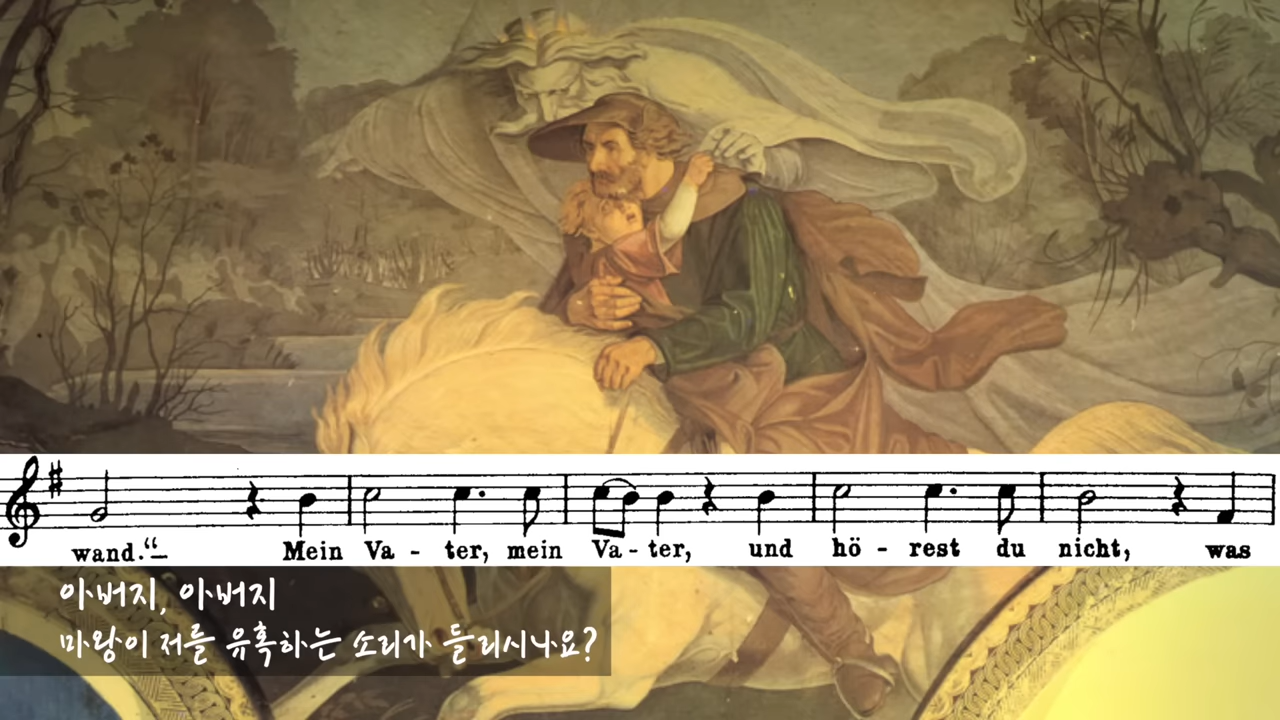 wand.“– Mein Va - ter, mein Va - ter, und hö - rest du nicht, was
아버지, 아버지
마왕이 저를 유혹하는 소리가 들리시나요?